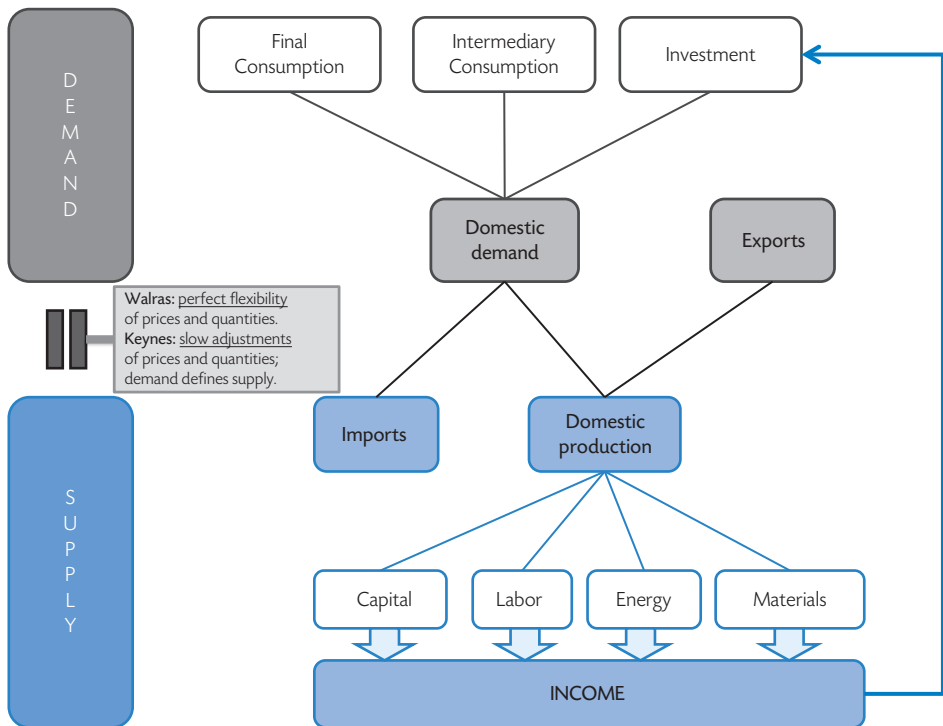 D
E
M
A
N
D
Final
Consumption
Intermediary
Consumption
Investment
Domestic
demand
Exports
Walras: perfect flexibility
of prices and quantities.
Keynes: slow adjustments
of prices and quantities;
demand defines supply.
S
U
P
P
L
Y
Imports
Domestic
production
Capital
Labor
Energy
Materials
INCOME